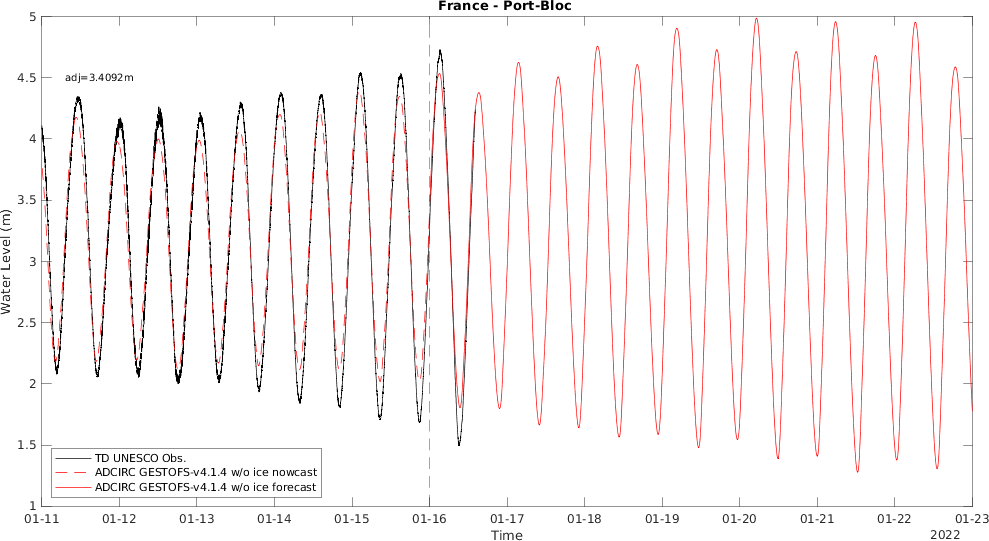 France - Port-Bloc
5
4.5
4
3.5
3
2.5
2
1.5
1
Water Level (m)
adj=3.4092m
TD UNESCO Obs.
ADCIRC GESTOFS-v4.1.4 w/o ice nowcast
ADCIRC GESTOFS-v4.1.4 w/o ice forecast
01-11 01-12 01-13 01-14 01-15 01-16 01-17 01-18 01-19 01-20 01-21 01-22 01-23
Time
2022